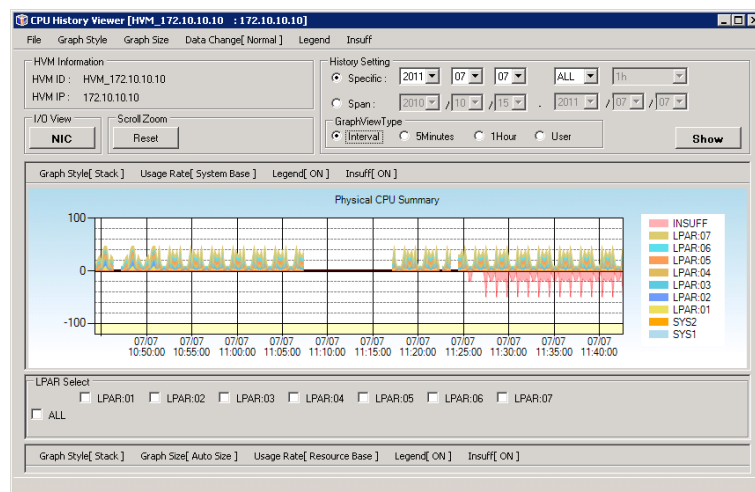 CPU History Viewer [HVM_172.10.10.10 : 172.10.10.10]
File Graph Style Graph Size Data Change[ Normal ] Legend Insuff
HVM Information
HVM ID : HVM_172.10.10.10
HVM IP : 172.10.10.10
History Setting
Specific : 2011 07 07 ALL 1h
Span : 2010 / 10 / 15 . 2011 / 07 / 07
I/O View
NIC
Scroll Zoom
Reset
GraphViewType
Interval 5Minutes 1Hour User
Show
Graph Style[ Stack ] Usage Rate[ System Base ] Legend[ ON ] Insuff[ ON ]
Physical CPU Summary
100
0
-100
07/07 07/07 07/07 07/07 07/07 07/07 07/07 07/07 07/07 07/07 07/07
10:50:00 10:55:00 11:00:00 11:05:00 11:10:00 11:15:00 11:20:00 11:25:00 11:30:00 11:35:00 11:40:00
INSUFF
LPAR:07
LPAR:06
LPAR:05
LPAR:04
LPAR:03
LPAR:02
LPAR:01
SYS2
SYS1
LPAR Select
LPAR:01 LPAR:02 LPAR:03 LPAR:04 LPAR:05 LPAR:06 LPAR:07
ALL
Graph Style[ Stack ] Graph Size[ Auto Size ] Usage Rate[ Resource Base ] Legend[ ON ] Insuff[ ON ]